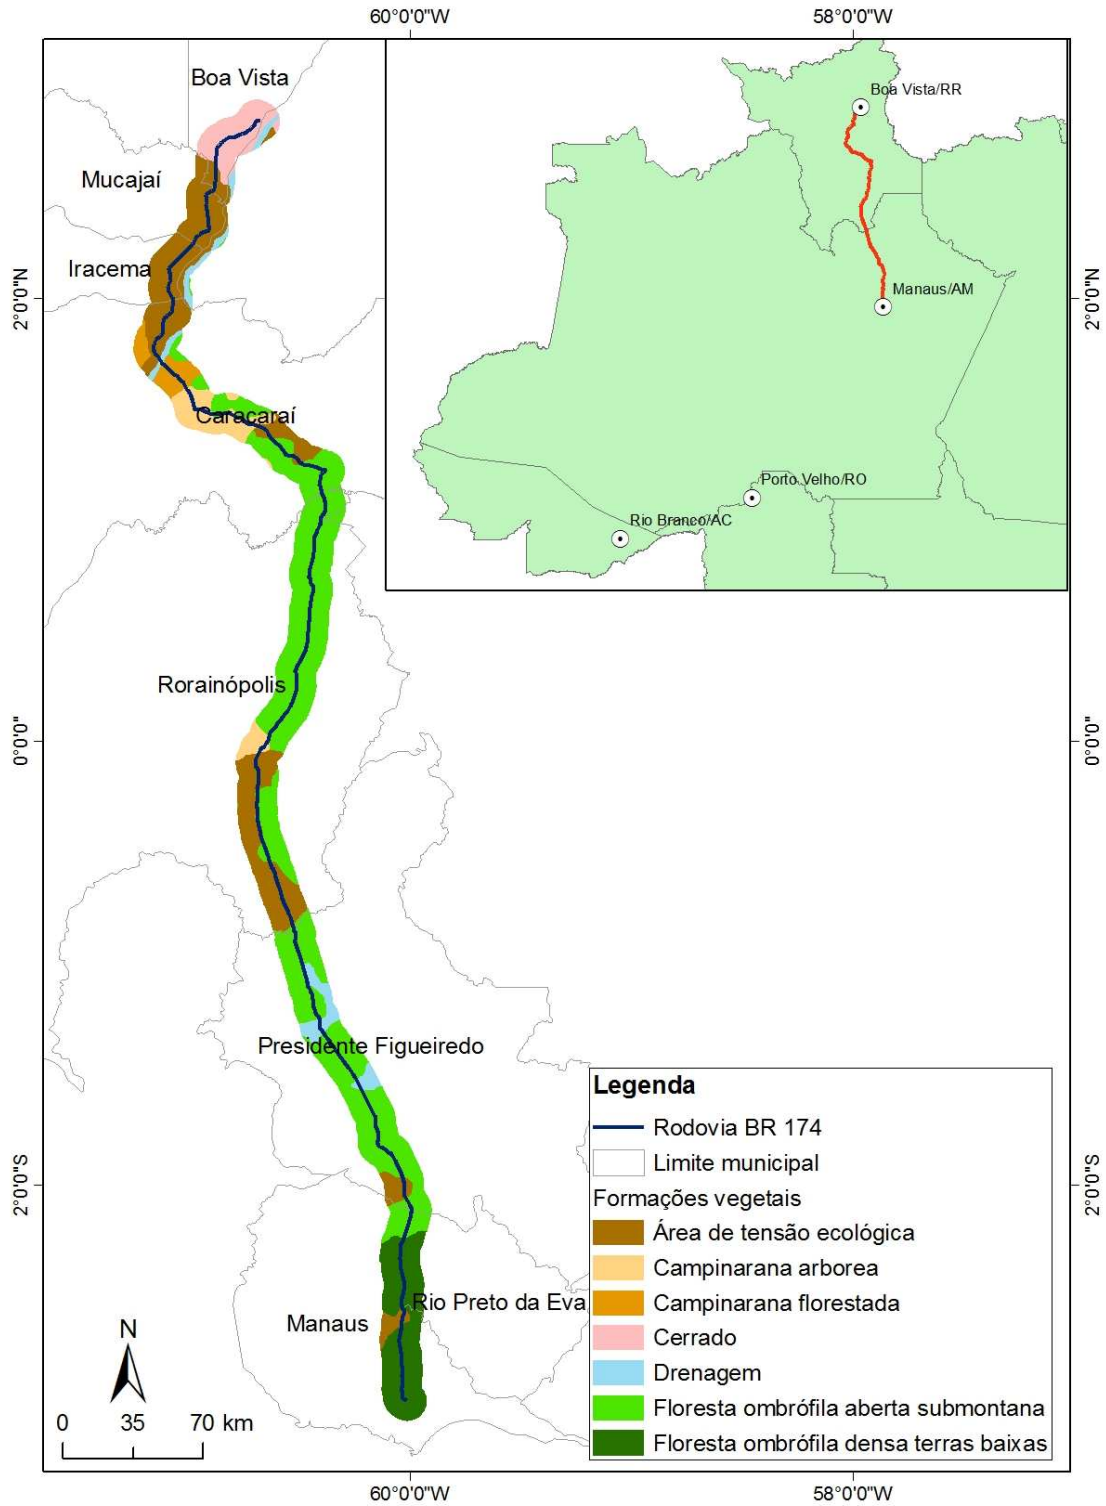 60°0'0"W
58°0'0"W
Boa Vista
Boa Vista/RR
Mucajaí
Iracema
2°0'0"N
2°0'0"N
Manaus/AM
Caracaraí
Porto Velho/RO
Rio Branco/AC
Rorainópolis
0°0'0"
0°0'0"
Presidente Figueiredo
Legenda
Rodovia BR 174
Limite municipal
2°0'0"S
2°0'0"S
Formações vegetais
Área de tensão ecológica
Campinarana arborea
Campinarana florestada
Cerrado
Drenagem
Floresta ombrófila aberta submontana
Floresta ombrófila densa terras baixas
Rio Preto da Eva
Manaus
N
0 35 70 km
60°0'0"W
58°0'0"W